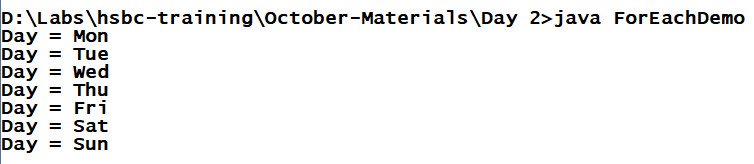 D:\Labs\hsbc-training\October-Materials\Day 2>java ForEachDemo
Day = Mon
Day = Tue
Day = Wed
Day = Thu
Day = Fri
Day = Sat
Day = Sun